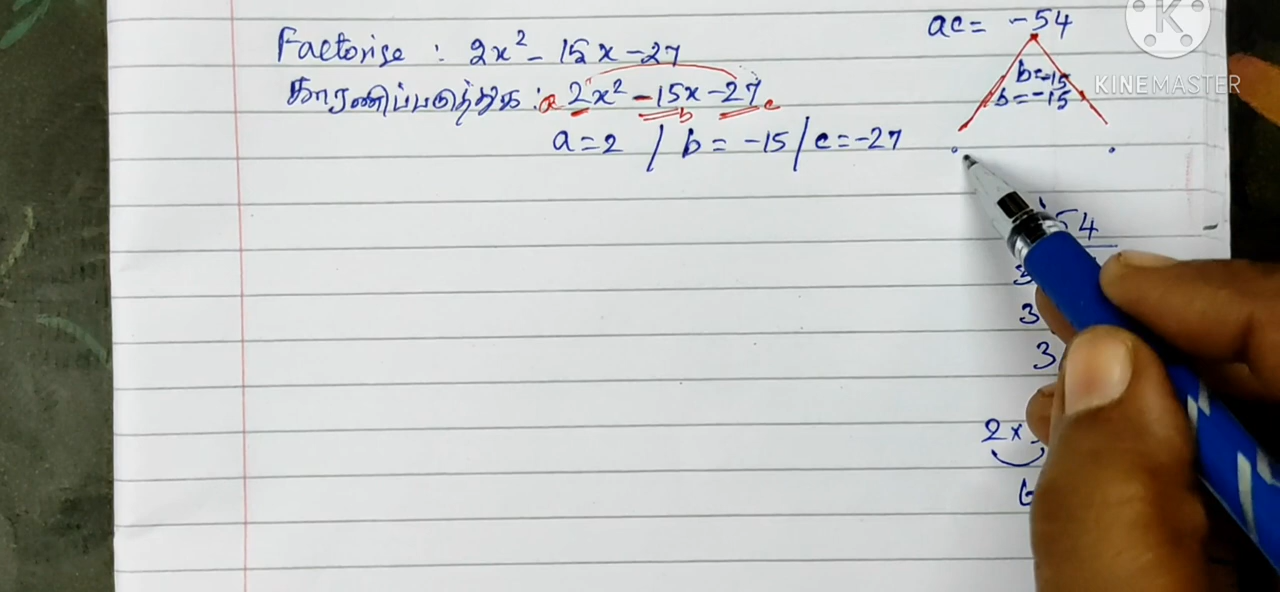 Factorise : 2x² - 15x - 27
காரணிப்படுத்துக : a 2x² - 15x - 27 c
b
a = 2 / b = -15 / c = -27
ac = -54
b = -15
b = -15
K
KINEMASTER
54
3
3
3
2 x
6